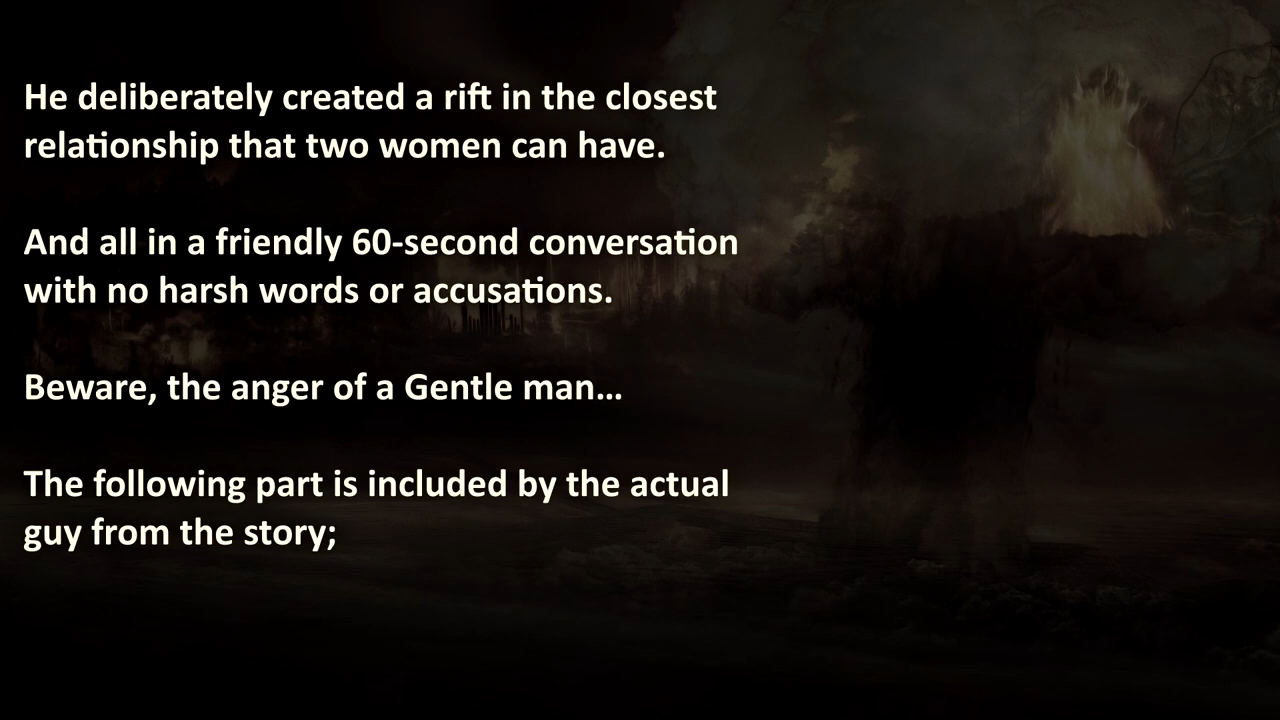 He deliberately created a rift in the closest
relationship that two women can have.
And all in a friendly 60-second conversation
with no harsh words or accusations.
Beware, the anger of a Gentle man...
The following part is included by the actual
guy from the story;